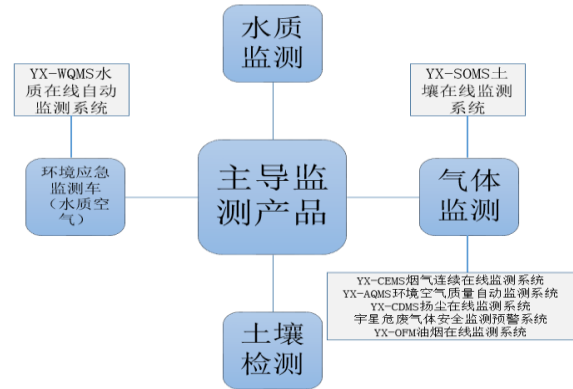 水质
监测
YX-WQMS水
质在线自动
监测系统
YX-SOMS土
壤在线监测
系统
环境应急
监测车
（水质空
气）
主导监
测产品
气体
监测
YX-CEMS烟气连续在线监测系统
YX-AQMS环境空气质量自动监测系统
YX-CDMS扬尘在线监测系统
宇星危废气体安全监测预警系统
YX-OFM油烟在线监测系统
土壤
检测